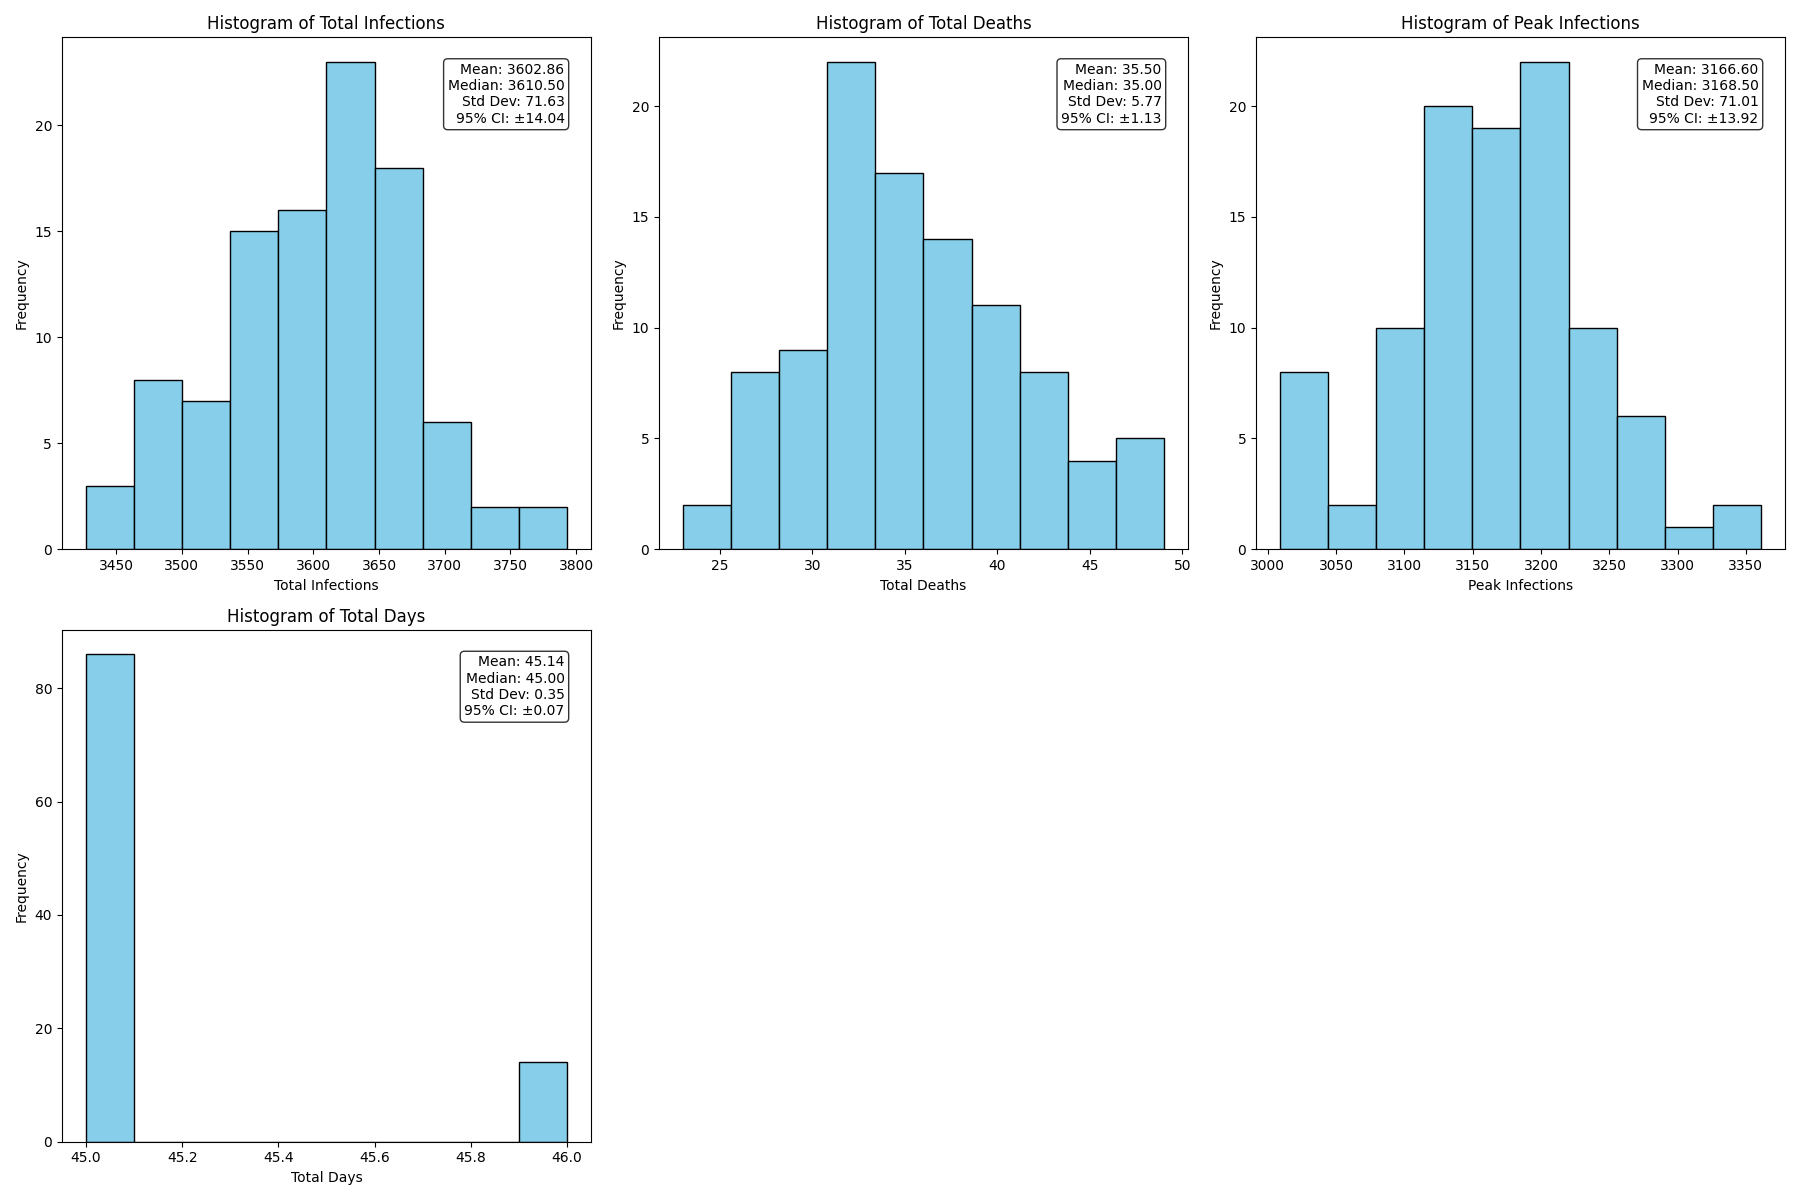 Histogram of Total Infections
Mean: 3602.86
Median: 3610.50
Std Dev: 71.63
95% CI: ±14.04
Frequency
20
15
10
5
0
3450 3500 3550 3600 3650 3700 3750 3800
Total Infections
Histogram of Total Deaths
Mean: 35.50
Median: 35.00
Std Dev: 5.77
95% CI: ±1.13
Frequency
20
15
10
5
0
25 30 35 40 45 50
Total Deaths
Histogram of Peak Infections
Mean: 3166.60
Median: 3168.50
Std Dev: 71.01
95% CI: ±13.92
Frequency
20
15
10
5
0
3000 3050 3100 3150 3200 3250 3300 3350
Peak Infections
Histogram of Total Days
Mean: 45.14
Median: 45.00
Std Dev: 0.35
95% CI: ±0.07
Frequency
80
60
40
20
0
45.0 45.2 45.4 45.6 45.8 46.0
Total Days